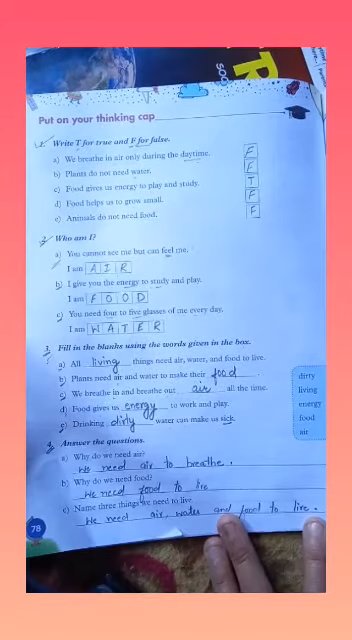 Put on your thinking cap
1. Write T for true and F for false.
a) We breathe in air only during the daytime. F
b) Plants do not need water. F
c) Food gives us energy to play and study. T
d) Food helps us to grow small. F
e) Animals do not need food. F
2. Who am I?
a) You cannot see me but can feel me.
I am A I R
b) I give you the energy to study and play.
I am F O O D
c) You need four to five glasses of me every day.
I am W A T E R
3. Fill in the blanks using the words given in the box.
a) All living things need air, water, and food to live.
b) Plants need air and water to make their food.
c) We breathe in and breathe out air all the time.
d) Food gives us energy to work and play.
e) Drinking dirty water can make us sick.
dirty
living
energy
food
air
4. Answer the questions.
a) Why do we need air?
We need air to breathe.
b) Why do we need food?
We need food to live
c) Name three things we need to live
We need air, water and food to live.
78